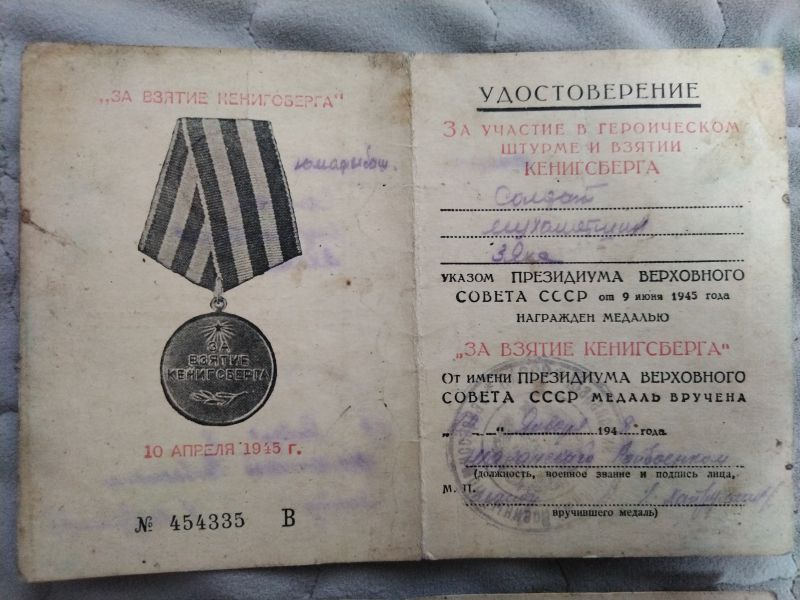 „ЗА ВЗЯТИЕ КЕНИГСБЕРГА"
ЗА
ВЗЯТИЕ
КЕНИГСБЕРГА
10 АПРЕЛЯ 1945 г.
№ 454335 В
УДОСТОВЕРЕНИЕ
ЗА УЧАСТИЕ В ГЕРОИЧЕСКОМ
ШТУРМЕ И ВЗЯТИИ
КЕНИГСБЕРГА
Солдат
УКАЗОМ ПРЕЗИДИУМА ВЕРХОВНОГО
СОВЕТА СССР от 9 июня 1945 года
НАГРАЖДЕН МЕДАЛЬЮ
„ЗА ВЗЯТИЕ КЕНИГСБЕРГА"
От имени ПРЕЗИДИУМА ВЕРХОВНОГО
СОВЕТА СССР МЕДАЛЬ ВРУЧЕНА
января 194 года
(должность, военное звание и подпись лица,
М. П.
вручившего медаль)